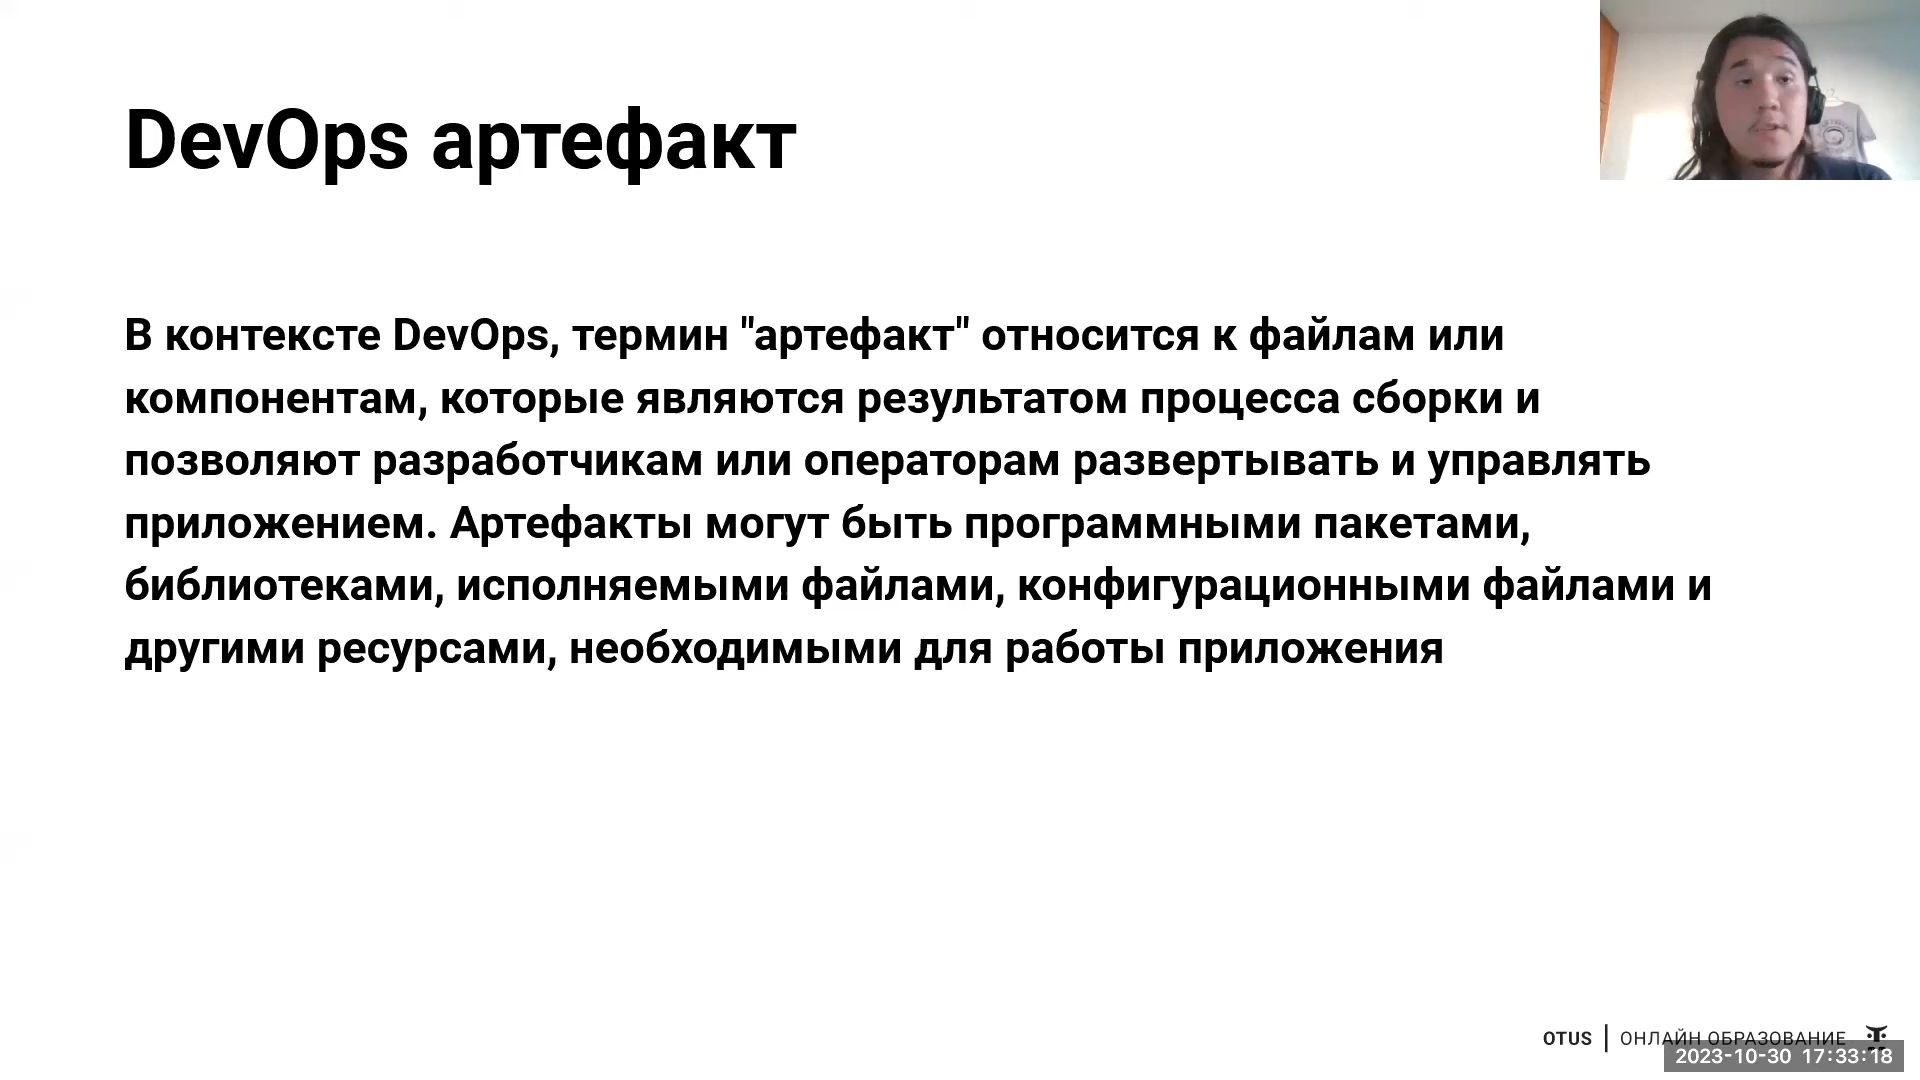 DevOps артефакт
В контексте DevOps, термин "артефакт" относится к файлам или
компонентам, которые являются результатом процесса сборки и
позволяют разработчикам или операторам развертывать и управлять
приложением. Артефакты могут быть программными пакетами,
библиотеками, исполняемыми файлами, конфигурационными файлами и
другими ресурсами, необходимыми для работы приложения
OTUS | ОНЛАЙН ОБРАЗОВАНИЕ
2023-10-30 17:33:18